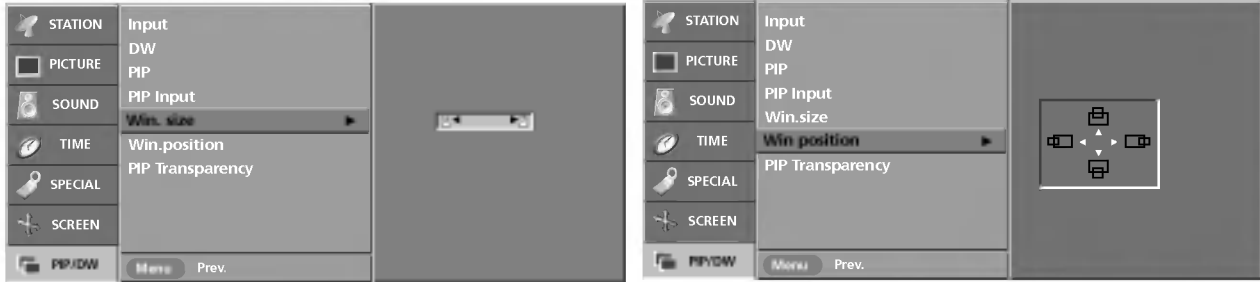 STATION
PICTURE
SOUND
TIME
SPECIAL
SCREEN
PIP/DW
Input
DW
PIP
PIP Input
Win. size
Win.position
PIP Transparency
Menu Prev.
STATION
PICTURE
SOUND
TIME
SPECIAL
SCREEN
PIP/DW
Input
DW
PIP
PIP Input
Win.size
Win position
PIP Transparency
Menu Prev.